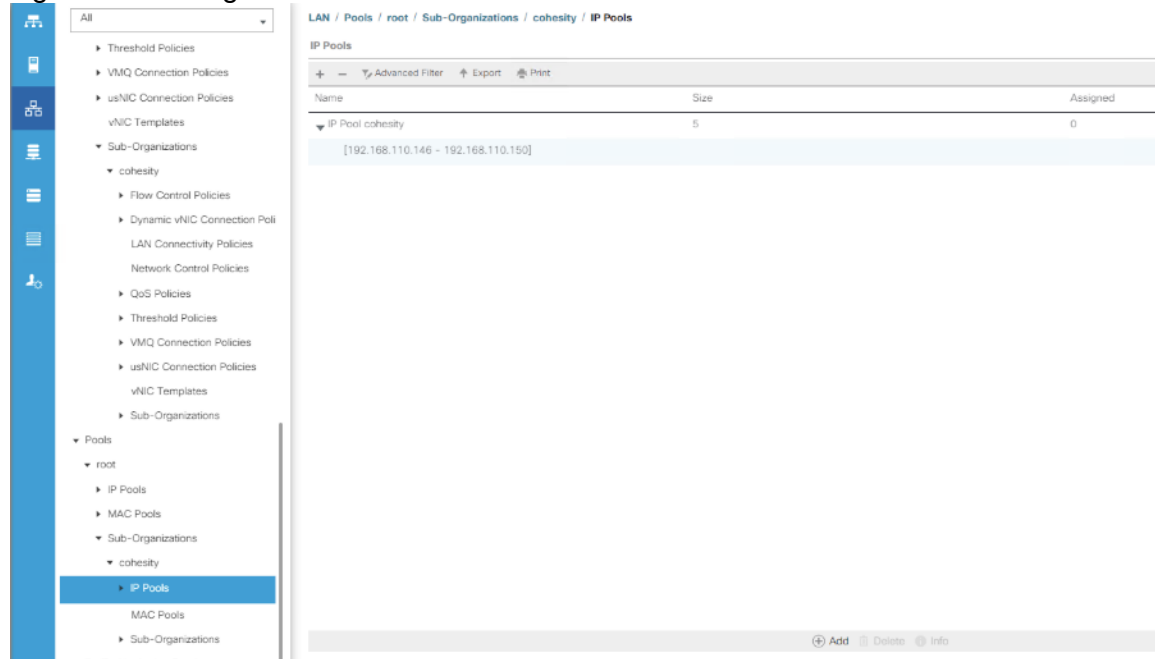 All
Threshold Policies
VMQ Connection Policies
usNIC Connection Policies
vNIC Templates
Sub-Organizations
cohesity
Flow Control Policies
Dynamic vNIC Connection Poli
LAN Connectivity Policies
Network Control Policies
QoS Policies
Threshold Policies
VMQ Connection Policies
usNIC Connection Policies
vNIC Templates
Sub-Organizations
Pools
root
IP Pools
MAC Pools
Sub-Organizations
cohesity
IP Pools
MAC Pools
Sub-Organizations
LAN / Pools / root / Sub-Organizations / cohesity / IP Pools
IP Pools
+ − Advanced Filter Export Print
Name Size Assigned
IP Pool cohesity 5 0
[192.168.110.146 - 192.168.110.150]
Add Delete Info